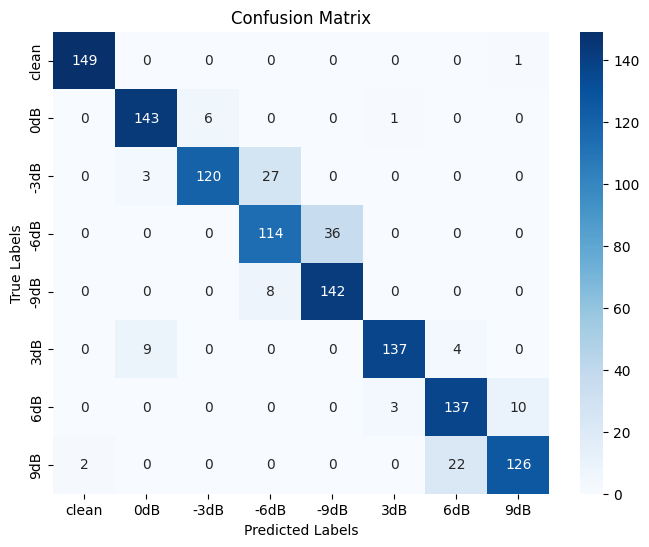 Confusion Matrix
clean 149 0 0 0 0 0 0 1
0dB 0 143 6 0 0 1 0 0
-3dB 0 3 120 27 0 0 0 0
-6dB 0 0 0 114 36 0 0 0
-9dB 0 0 0 8 142 0 0 0
3dB 0 9 0 0 0 137 4 0
6dB 0 0 0 0 0 3 137 10
9dB 2 0 0 0 0 0 22 126
clean 0dB -3dB -6dB -9dB 3dB 6dB 9dB
Predicted Labels
True Labels
140
120
100
80
60
40
20
0